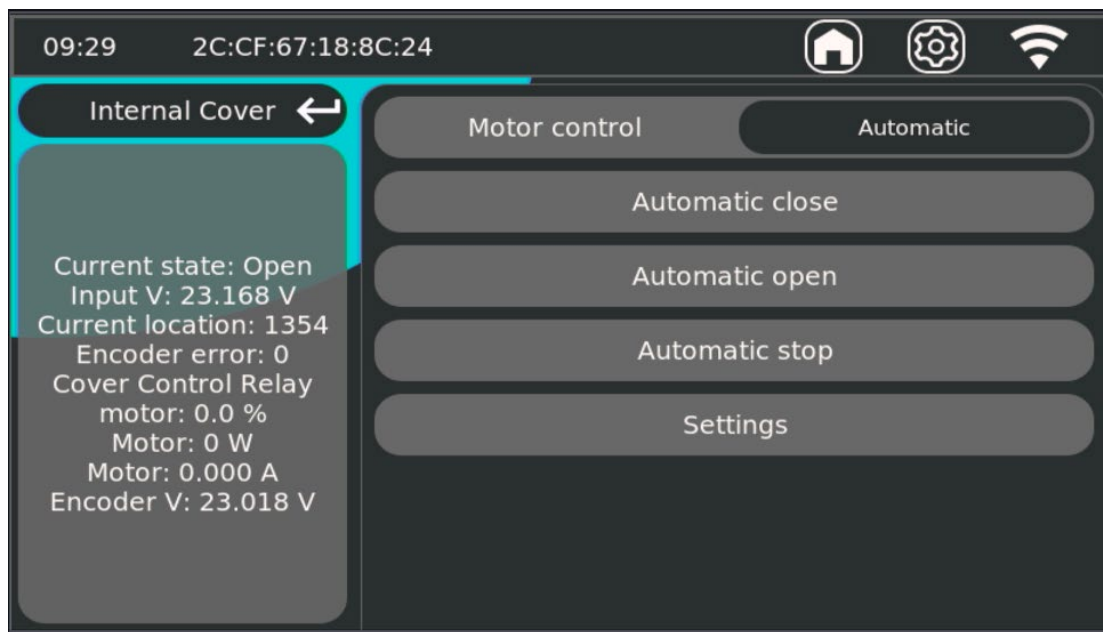 09:29 2C:CF:67:18:8C:24
Internal Cover
Current state: Open
Input V: 23.168 V
Current location: 1354
Encoder error: 0
Cover Control Relay
motor: 0.0 %
Motor: 0 W
Motor: 0.000 A
Encoder V: 23.018 V
Motor control Automatic
Automatic close
Automatic open
Automatic stop
Settings